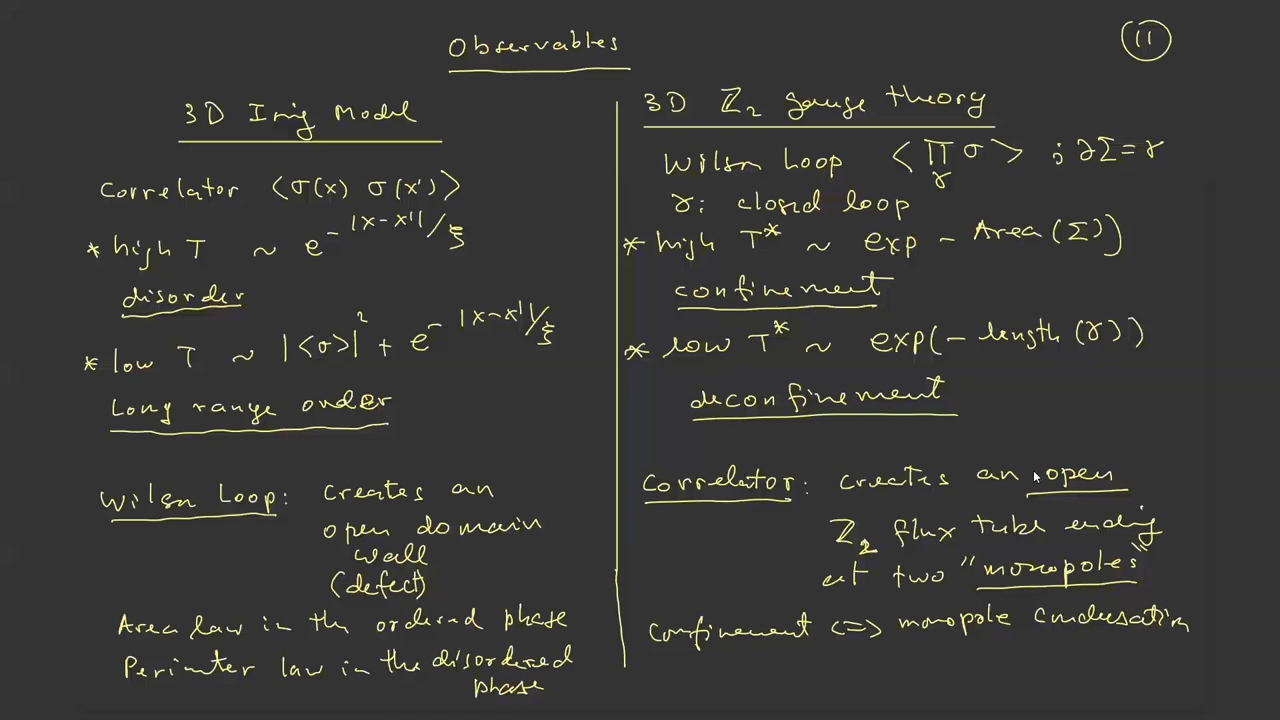 Observables
11
3D Ising Model
Correlator ⟨σ(x) σ(x')⟩
* high T ~ e^{-|x-x'|/ξ}
disorder
* low T ~ |⟨σ⟩|² + e^{-|x-x'|/ξ}
Long range order
Wilson Loop: creates an
open domain
wall
(defect)
Area law in the ordered phase
Perimeter law in the disordered
phase
3D ℤ₂ gauge theory
Wilson Loop ⟨∏_γ σ⟩ ; ∂Σ=γ
γ: closed loop
* high T* ~ exp - Area(Σ))
confinement
* low T* ~ exp(-length(γ))
deconfinement
Correlator: creates an open
ℤ₂ flux tube ending
at two "monopoles"
Confinement <=> monopole condensation